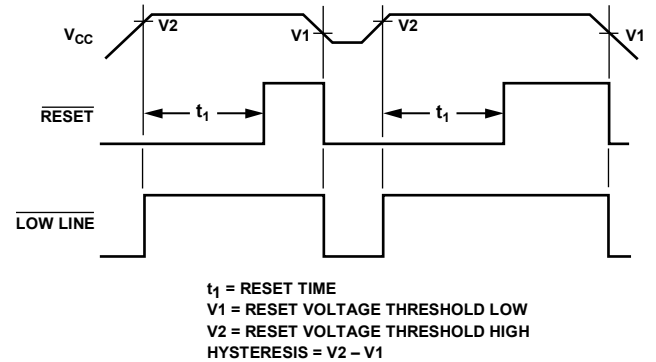 V2 V1 V2 V1
VCC
RESET
t1 t1
LOW LINE
t1 = RESET TIME
V1 = RESET VOLTAGE THRESHOLD LOW
V2 = RESET VOLTAGE THRESHOLD HIGH
HYSTERESIS = V2 – V1